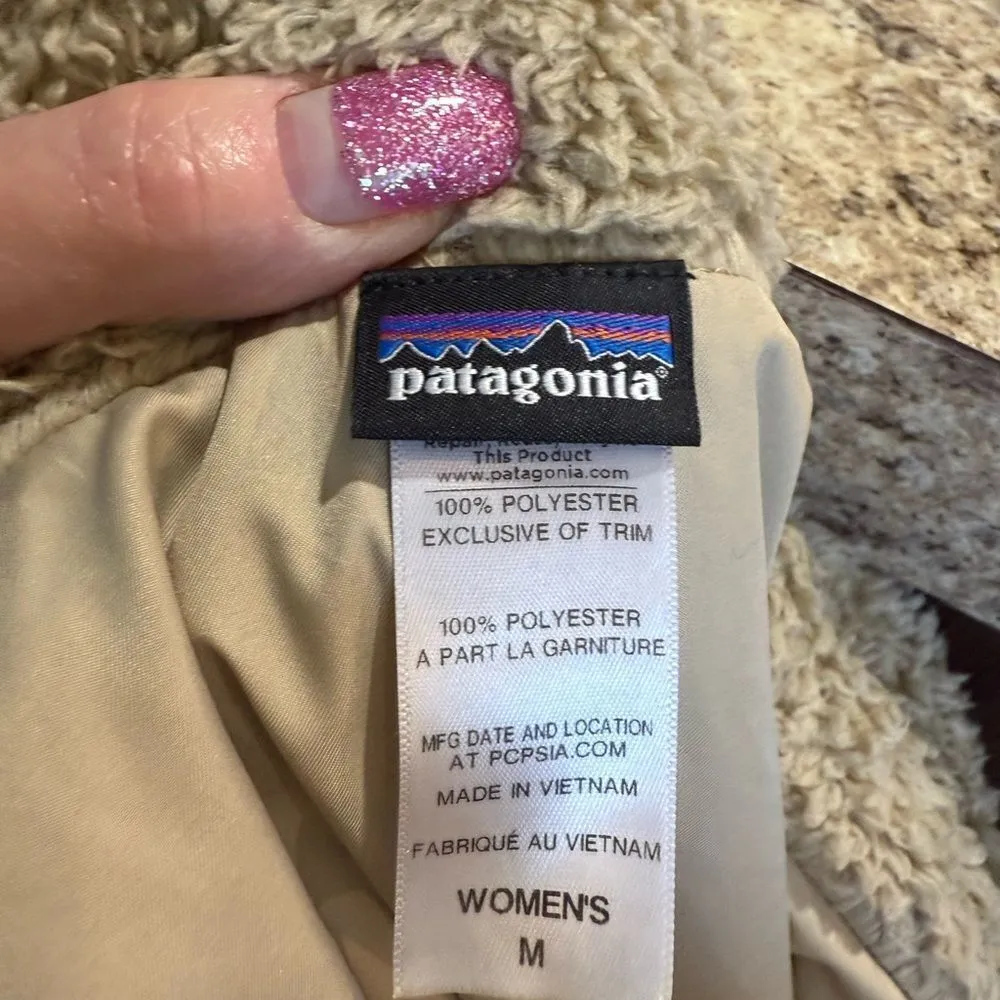 patagonia®
This Product
www.patagonia.com
100% POLYESTER
EXCLUSIVE OF TRIM
100% POLYESTER
A PART LA GARNITURE
MFG DATE AND LOCATION
AT PCPSIA.COM
MADE IN VIETNAM
FABRIQUÉ AU VIETNAM
WOMEN'S
M